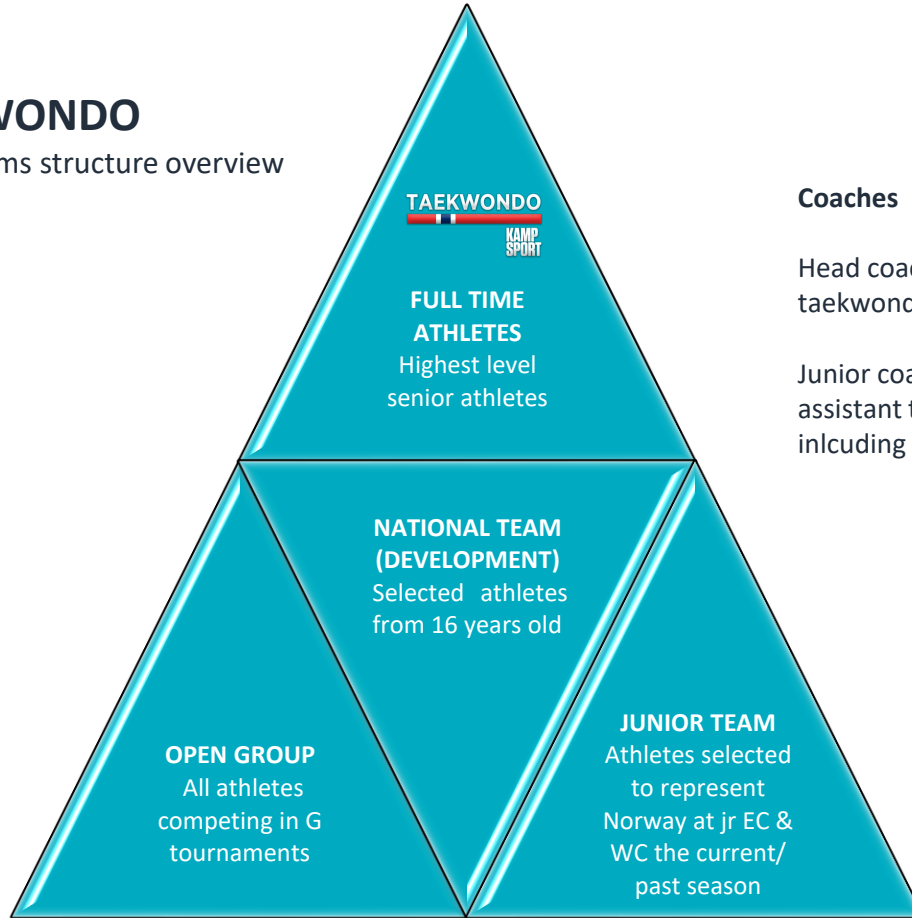 WONDO
ms structure overview
TAEKWONDO
KAMP
SPORT
FULL TIME
ATHLETES
Highest level
senior athletes
NATIONAL TEAM
(DEVELOPMENT)
Selected athletes
from 16 years old
OPEN GROUP
All athletes
competing in G
tournaments
JUNIOR TEAM
Athletes selected
to represent
Norway at jr EC &
WC the current/
past season
Coaches
Head coac
taekwond
Junior coa
assistant t
inlcuding